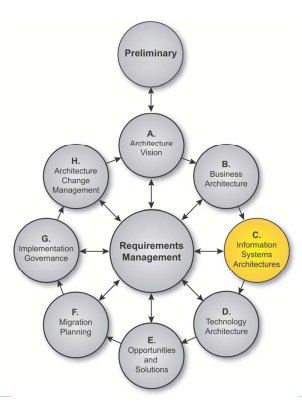 Preliminary
A.
Architecture
Vision
B.
Business
Architecture
C.
Information
Systems
Architectures
D.
Technology
Architecture
E.
Opportunities
and
Solutions
F.
Migration
Planning
G.
Implementation
Governance
H.
Architecture
Change
Management
Requirements
Management